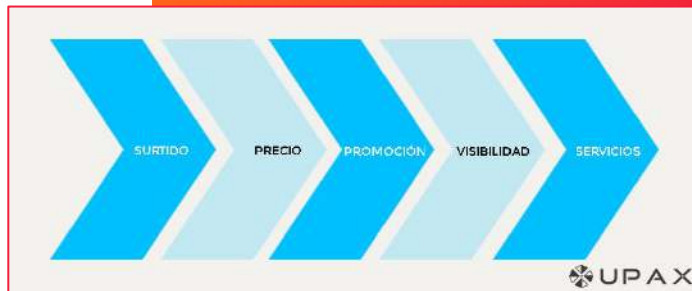 SURTIDO
PRECIO
PROMOCIÓN
VISIBILIDAD
SERVICIOS
UPAX